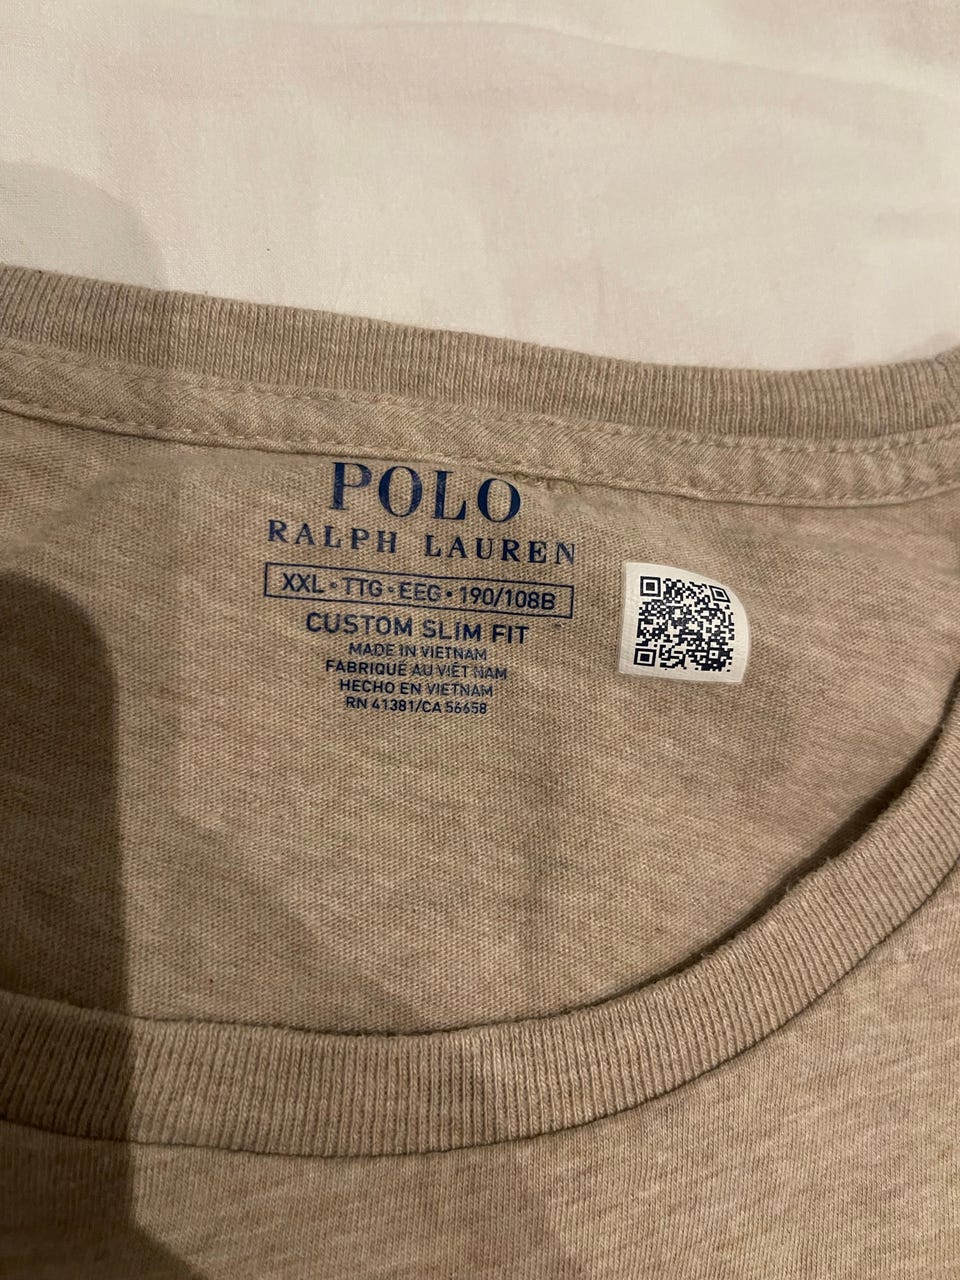 POLO
RALPH LAUREN
XXL • TTG • EEG • 190/108B
CUSTOM SLIM FIT
MADE IN VIETNAM
FABRIQUÉ AU VIÊT NAM
HECHO EN VIETNAM
RN 41381/CA 56658